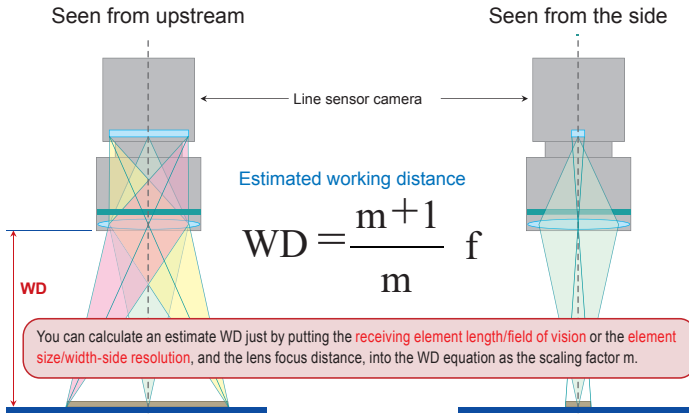 Seen from upstream
Seen from the side
Line sensor camera
Estimated working distance
WD = m+1/m f
WD
You can calculate an estimate WD just by putting the receiving element length/field of vision or the element
size/width-side resolution, and the lens focus distance, into the WD equation as the scaling factor m.